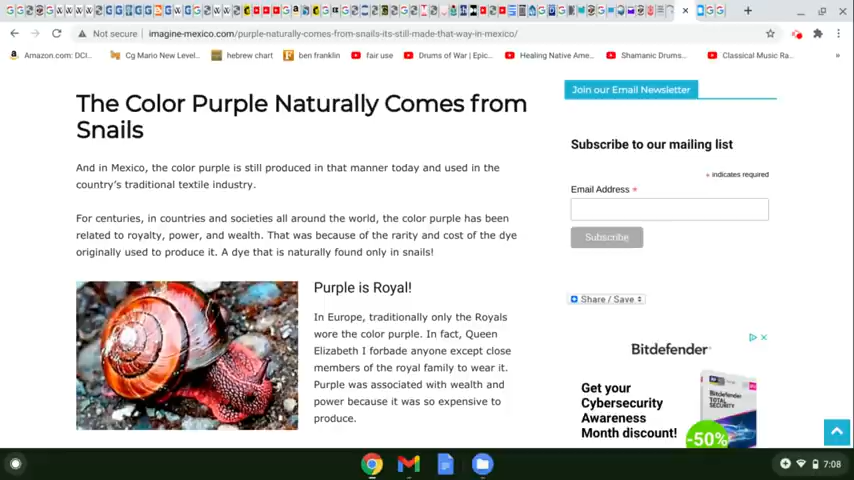 Not secure
imagine-mexico.com/purple-naturally-comes-from-snails-its-still-made-that-way-in-mexico/
Amazon.com: DCI...
Cg Mario New Level...
hebrew chart
ben franklin
fair use
Drums of War | Epic...
Healing Native Ame...
Shamanic Drums...
Classical Music Ra...
»
The Color Purple Naturally Comes from
Snails
And in Mexico, the color purple is still produced in that manner today and used in the
country's traditional textile industry.
For centuries, in countries and societies all around the world, the color purple has been
related to royalty, power, and wealth. That was because of the rarity and cost of the dye
originally used to produce it. A dye that is naturally found only in snails!
Purple is Royal!
In Europe, traditionally only the Royals
wore the color purple. In fact, Queen
Elizabeth I forbade anyone except close
members of the royal family to wear it.
Purple was associated with wealth and
power because it was so expensive to
produce.
Join our Email Newsletter
Subscribe to our mailing list
* indicates required
Email Address *
Subscribe
Share / Save
Bitdefender
Get your
Cybersecurity
Awareness
Month discount!
Bitdefender
TOTAL
SECURITY
-50%
7:08